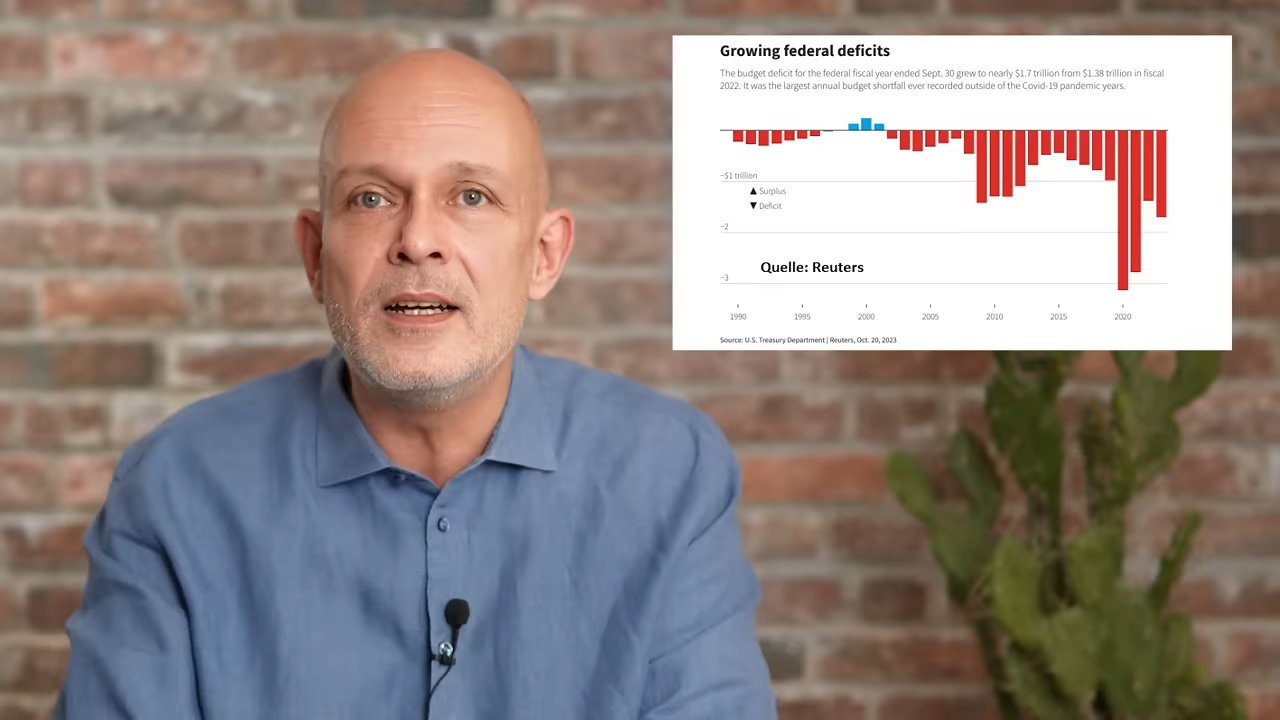 Growing federal deficits
The budget deficit for the federal fiscal year ended Sept. 30 grew to nearly $1.7 trillion from $1.38 trillion in fiscal
2022. It was the largest annual budget shortfall ever recorded outside of the Covid-19 pandemic years.
−$1 trillion
▲ Surplus
▼ Deficit
−2
Quelle: Reuters
−3
1990 1995 2000 2005 2010 2015 2020
Source: U.S. Treasury Department | Reuters, Oct. 20, 2023